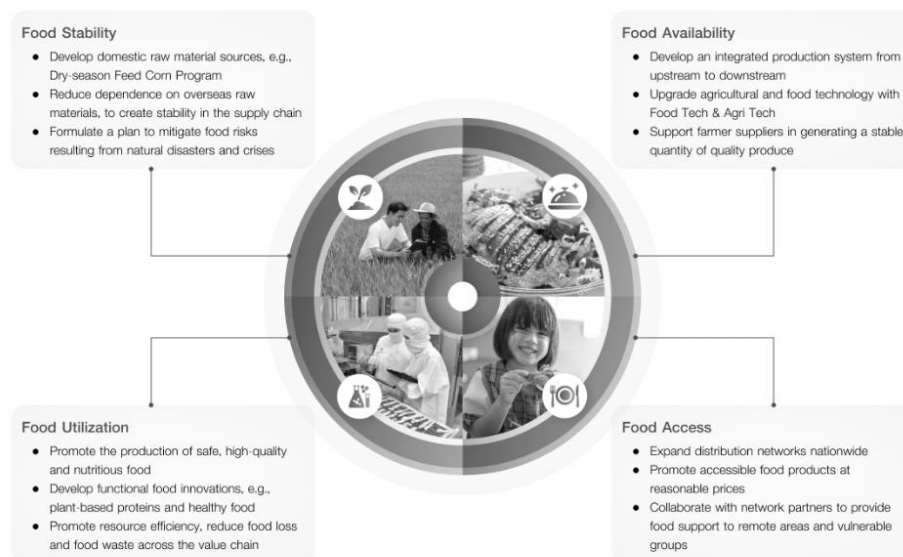 Food Stability
● Develop domestic raw material sources, e.g.,
Dry-season Feed Corn Program
● Reduce dependence on overseas raw
materials, to create stability in the supply chain
● Formulate a plan to mitigate food risks
resulting from natural disasters and crises
Food Availability
● Develop an integrated production system from
upstream to downstream
● Upgrade agricultural and food technology with
Food Tech & Agri Tech
● Support farmer suppliers in generating a stable
quantity of quality produce
Food Utilization
● Promote the production of safe, high-quality
and nutritious food
● Develop functional food innovations, e.g.,
plant-based proteins and healthy food
● Promote resource efficiency, reduce food loss
and food waste across the value chain
Food Access
● Expand distribution networks nationwide
● Promote accessible food products at
reasonable prices
● Collaborate with network partners to provide
food support to remote areas and vulnerable
groups